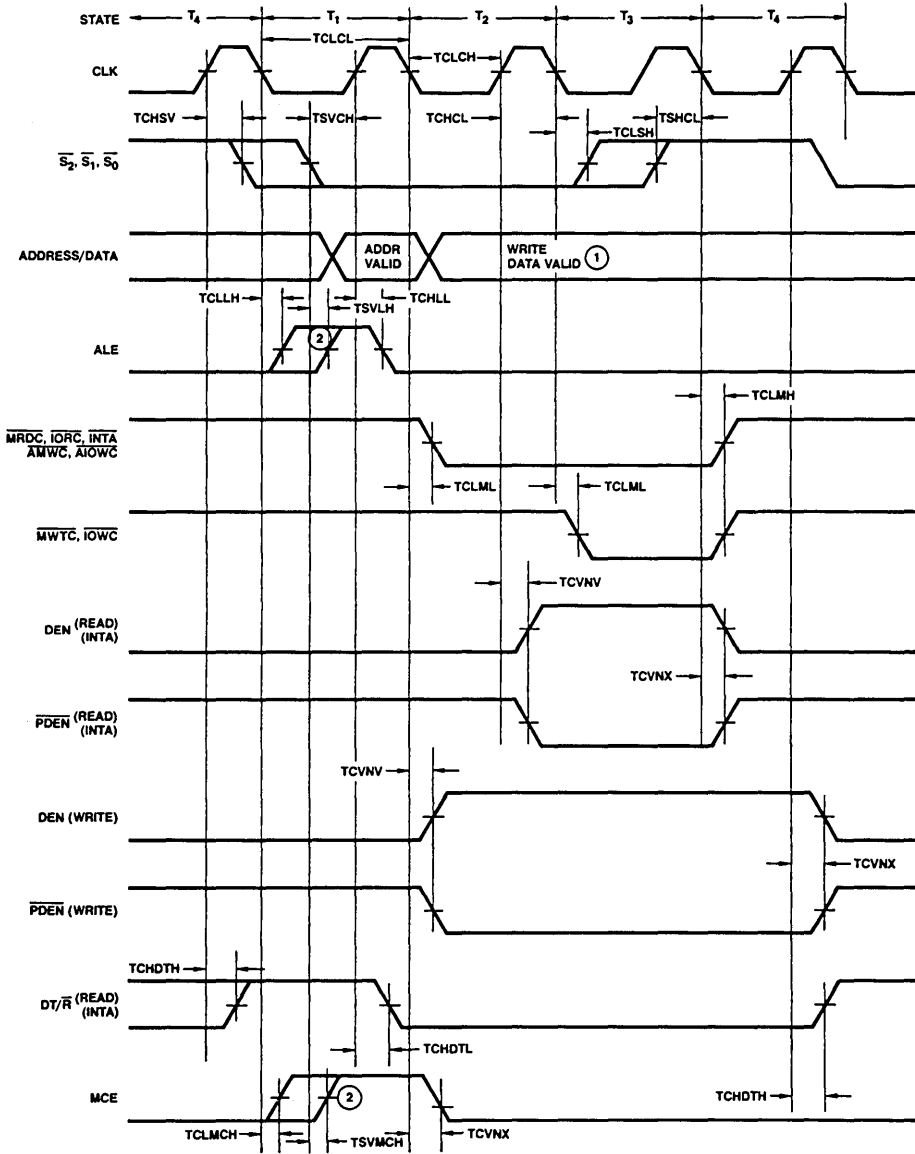 STATE T4 T1 T2 T3 T4
TCLCL
TCLCH
CLK
TCHSV TSVCH TCHCL TSHCL
TCLSH
S2, S1, S0
ADDRESS/DATA ADDR VALID WRITE DATA VALID 1
TCLLH TCHLL
TSVLH
ALE 2
TCLMH
MRDC, IORC, INTA
AMWC, AIOWC
TCLML TCLML
MWTC, IOWC
TCVNV
DEN (READ)
(INTA)
TCVNX
PDEN (READ)
(INTA)
TCVNV
DEN (WRITE)
TCVNX
PDEN (WRITE)
TCHDTH
DT/R (READ)
(INTA)
TCHDTL
MCE 2 TCHDTH
TCLMCH TSVMCH TCVNX